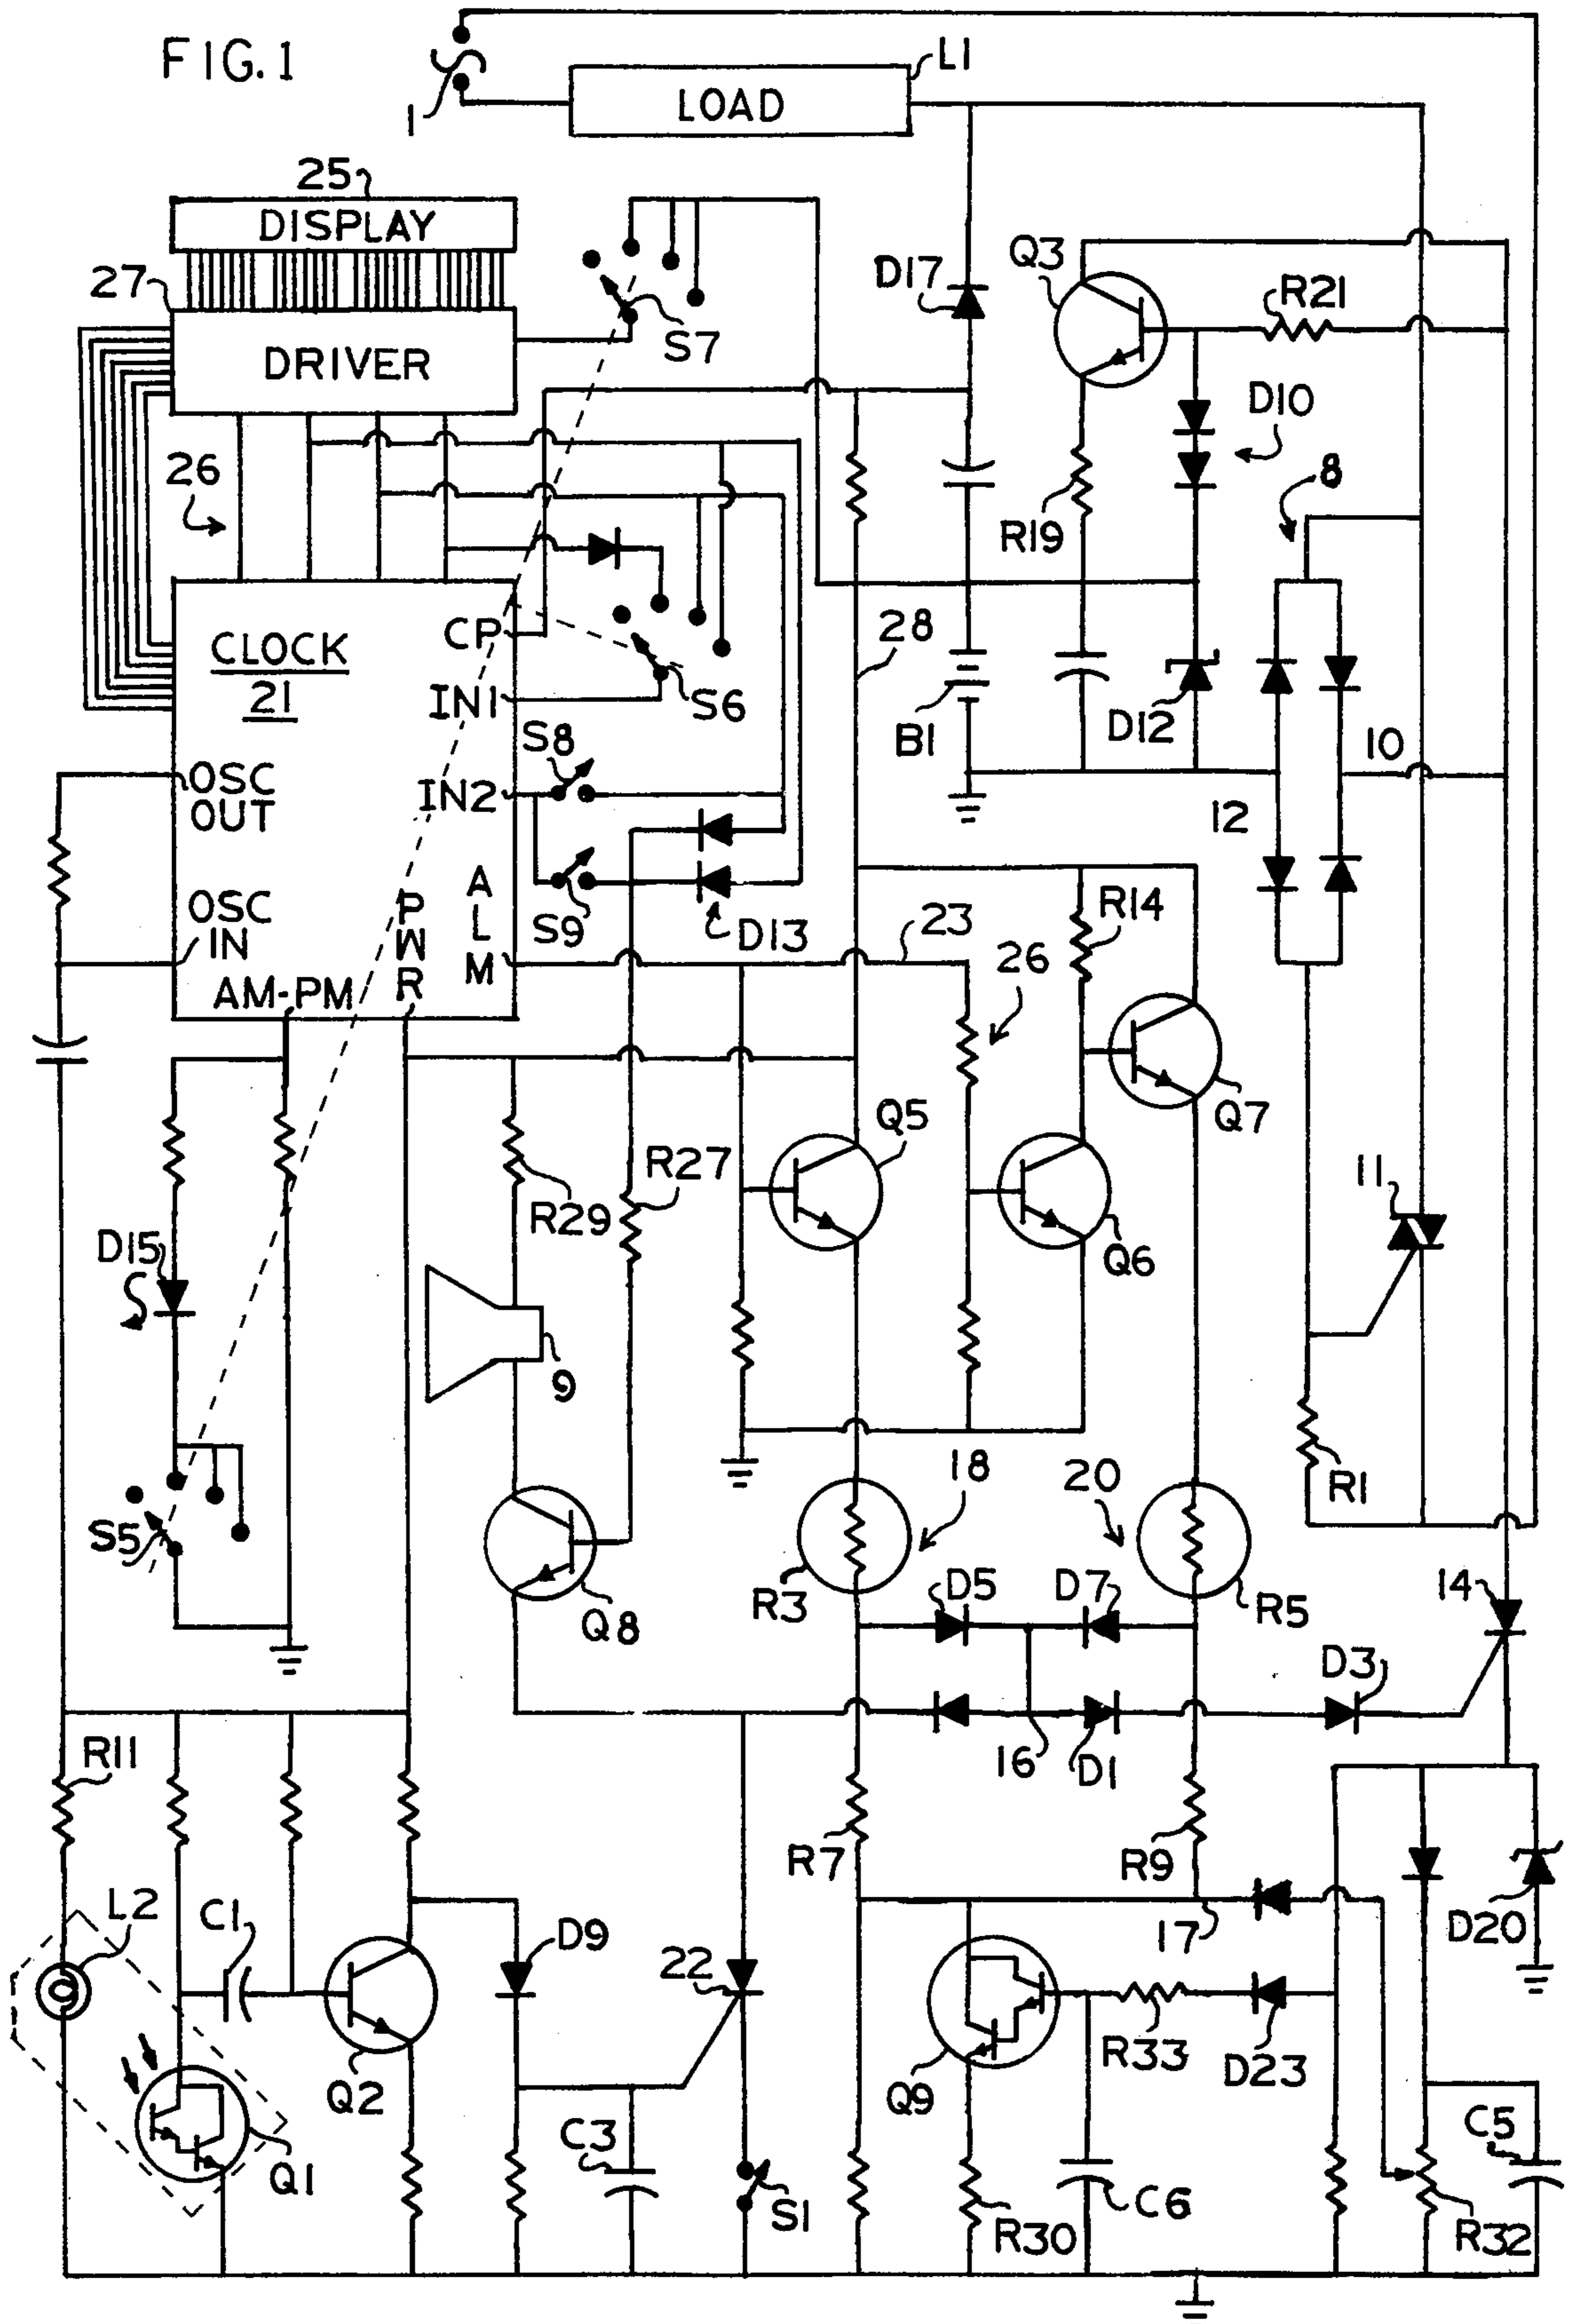 FIG. 1
1
LOAD
L1
25
DISPLAY
27
DRIVER
S7
D17
Q3
R21
D10
8
26
R19
CLOCK
21
CP
IN1
S6
28
B1
D12
10
12
OSC
OUT
IN2
S8
S9
D13
OSC
IN
AM-PM
PWR
ALM
23
26
R14
Q7
Q5
Q6
11
R29
R27
D15
9
18
20
R1
S5
Q8
R3
R5
D5
D7
14
D3
16
D1
R11
R7
R9
L2
C1
D9
22
17
D20
Q2
Q9
R33
D23
Q1
C3
S1
R30
C6
C5
R32